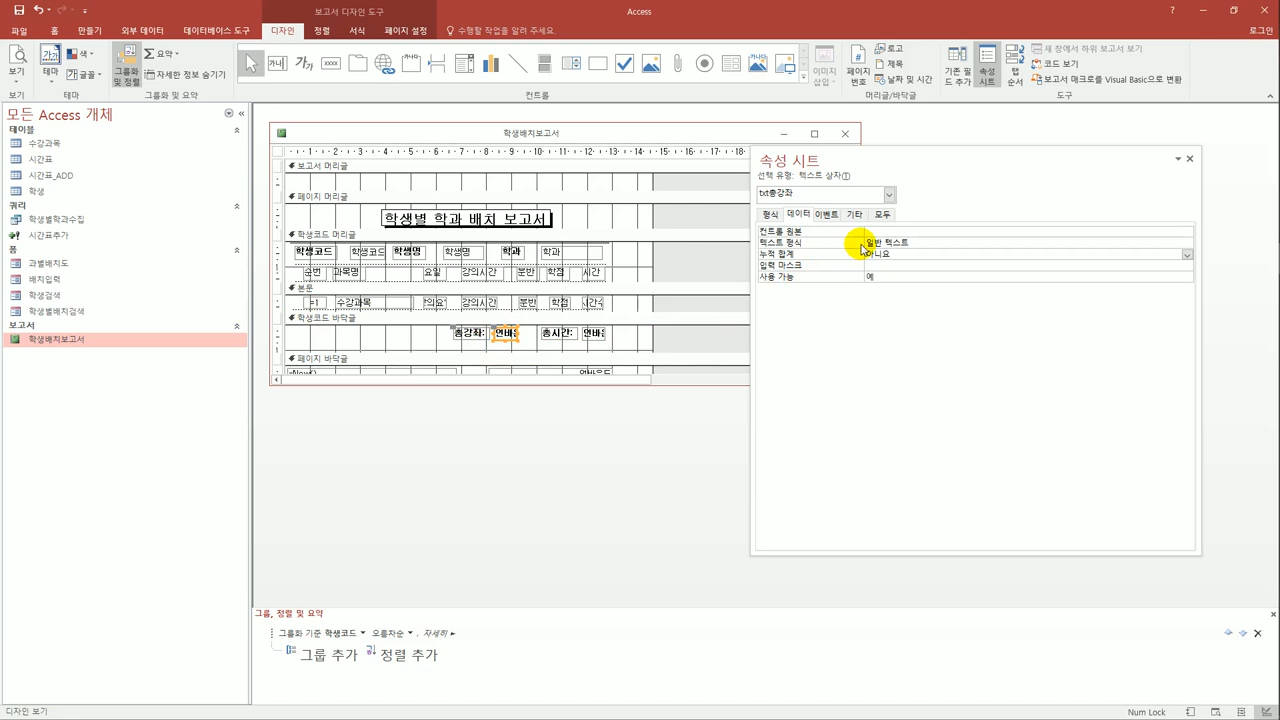 보고서 디자인 도구
Access
로그인
파일 홈 만들기 외부 데이터 데이터베이스 도구 디자인 정렬 서식 페이지 설정 수행할 작업을 알려 주세요.
보기 테마 색 글꼴 그룹화 및 정렬 Σ 요약 자세한 정보 숨기기
이미지 삽입 페이지 번호 로고 제목 날짜 및 시간
기존 필드 추가 속성 시트 탭 순서 새 창에서 하위 보고서 보기 코드 보기 보고서 매크로를 Visual Basic으로 변환
보기 테마 그룹화 및 요약 컨트롤 머리글/바닥글 도구
모든 Access 개체
테이블
수강과목
시간표
시간표_ADD
학생
쿼리
학생별학과수집
시간표추가
폼
과별배치도
배치입력
학생검색
학생별배치검색
보고서
학생배치보고서
학생배치보고서
보고서 머리글
페이지 머리글
학생별 학과 배치 보고서
학생코드 머리글
학생코드 학생코드 학생명 학생명 학과 학과
순번 과목명 요일 강의시간 분반 학점 시간
본문
=1 수강과목 강의시간 분반 학점
학생코드 바닥글
총강좌: 언바운 총시간: 언바운
페이지 바닥글
=Now() 언바운드
속성 시트
선택 유형: 텍스트 상자(T)
txt총강좌
형식 데이터 이벤트 기타 모두
컨트롤 원본
텍스트 형식 일반 텍스트
누적 합계 아니요
입력 마스크
사용 가능 예
그룹, 정렬 및 요약
그룹화 기준 학생코드 오름차순 , 자세히
그룹 추가 정렬 추가
디자인 보기
Num Lock